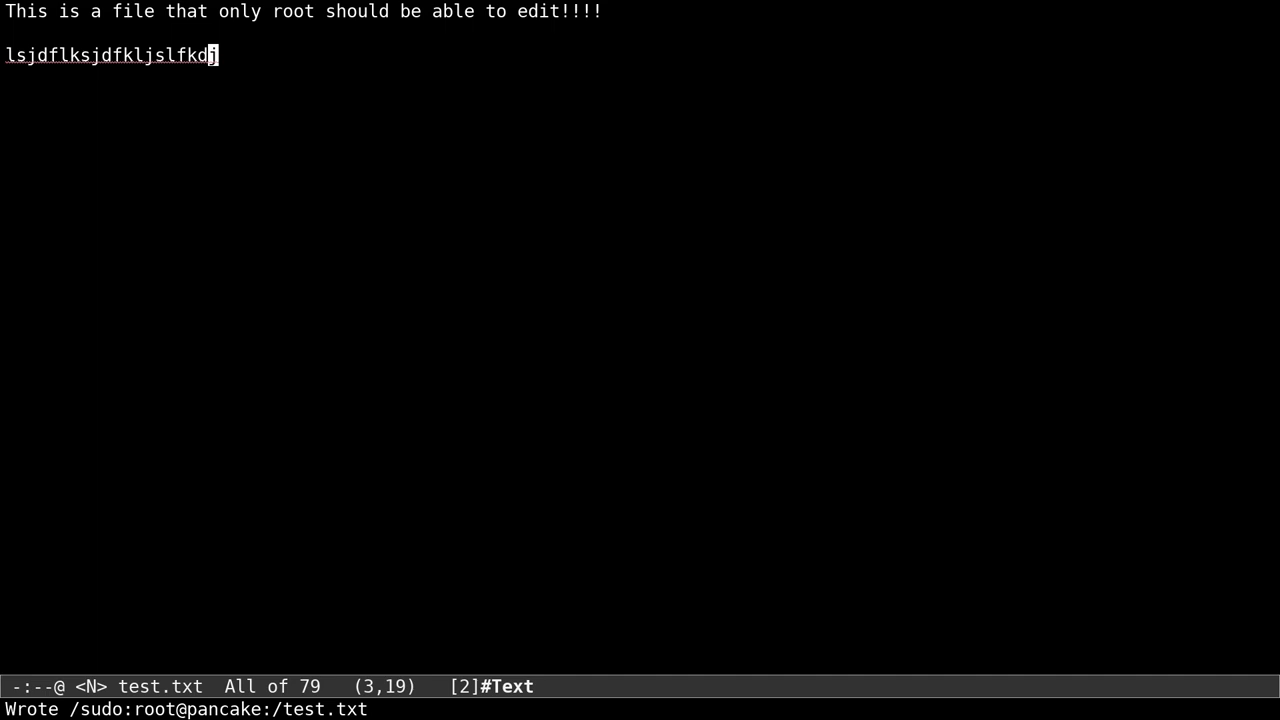 This is a file that only root should be able to edit!!!!
lsjdflksjdfkljslfkdj
-:--@ <N> test.txt  All of 79   (3,19)   [2]#Text
Wrote /sudo:root@pancake:/test.txt